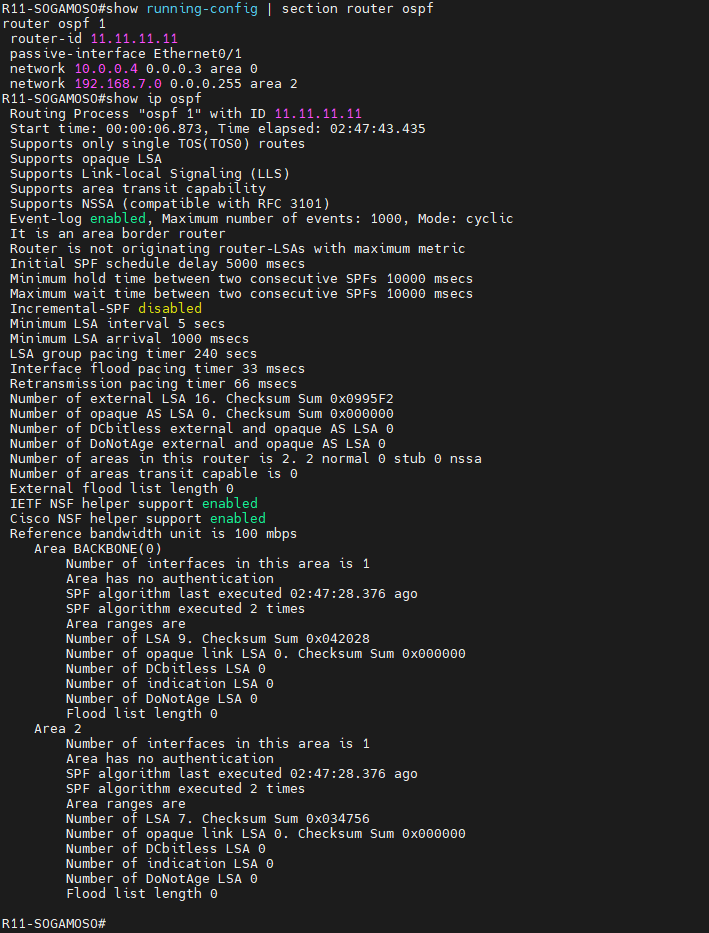 R11-SOGAMOSO#show running-config | section router ospf
router ospf 1
 router-id 11.11.11.11
 passive-interface Ethernet0/1
 network 10.0.0.4 0.0.0.3 area 0
 network 192.168.7.0 0.0.0.255 area 2
R11-SOGAMOSO#show ip ospf
 Routing Process "ospf 1" with ID 11.11.11.11
 Start time: 00:00:06.873, Time elapsed: 02:47:43.435
 Supports only single TOS(TOS0) routes
 Supports opaque LSA
 Supports Link-local Signaling (LLS)
 Supports area transit capability
 Supports NSSA (compatible with RFC 3101)
 Event-log enabled, Maximum number of events: 1000, Mode: cyclic
 It is an area border router
 Router is not originating router-LSAs with maximum metric
 Initial SPF schedule delay 5000 msecs
 Minimum hold time between two consecutive SPFs 10000 msecs
 Maximum wait time between two consecutive SPFs 10000 msecs
 Incremental-SPF disabled
 Minimum LSA interval 5 secs
 Minimum LSA arrival 1000 msecs
 LSA group pacing timer 240 secs
 Interface flood pacing timer 33 msecs
 Retransmission pacing timer 66 msecs
 Number of external LSA 16. Checksum Sum 0x0995F2
 Number of opaque AS LSA 0. Checksum Sum 0x000000
 Number of DCbitless external and opaque AS LSA 0
 Number of DoNotAge external and opaque AS LSA 0
 Number of areas in this router is 2. 2 normal 0 stub 0 nssa
 Number of areas transit capable is 0
 External flood list length 0
 IETF NSF helper support enabled
 Cisco NSF helper support enabled
 Reference bandwidth unit is 100 mbps
    Area BACKBONE(0)
        Number of interfaces in this area is 1
        Area has no authentication
        SPF algorithm last executed 02:47:28.376 ago
        SPF algorithm executed 2 times
        Area ranges are
        Number of LSA 9. Checksum Sum 0x042028
        Number of opaque link LSA 0. Checksum Sum 0x000000
        Number of DCbitless LSA 0
        Number of indication LSA 0
        Number of DoNotAge LSA 0
        Flood list length 0
    Area 2
        Number of interfaces in this area is 1
        Area has no authentication
        SPF algorithm last executed 02:47:28.376 ago
        SPF algorithm executed 2 times
        Area ranges are
        Number of LSA 7. Checksum Sum 0x034756
        Number of opaque link LSA 0. Checksum Sum 0x000000
        Number of DCbitless LSA 0
        Number of indication LSA 0
        Number of DoNotAge LSA 0
        Flood list length 0
R11-SOGAMOSO#